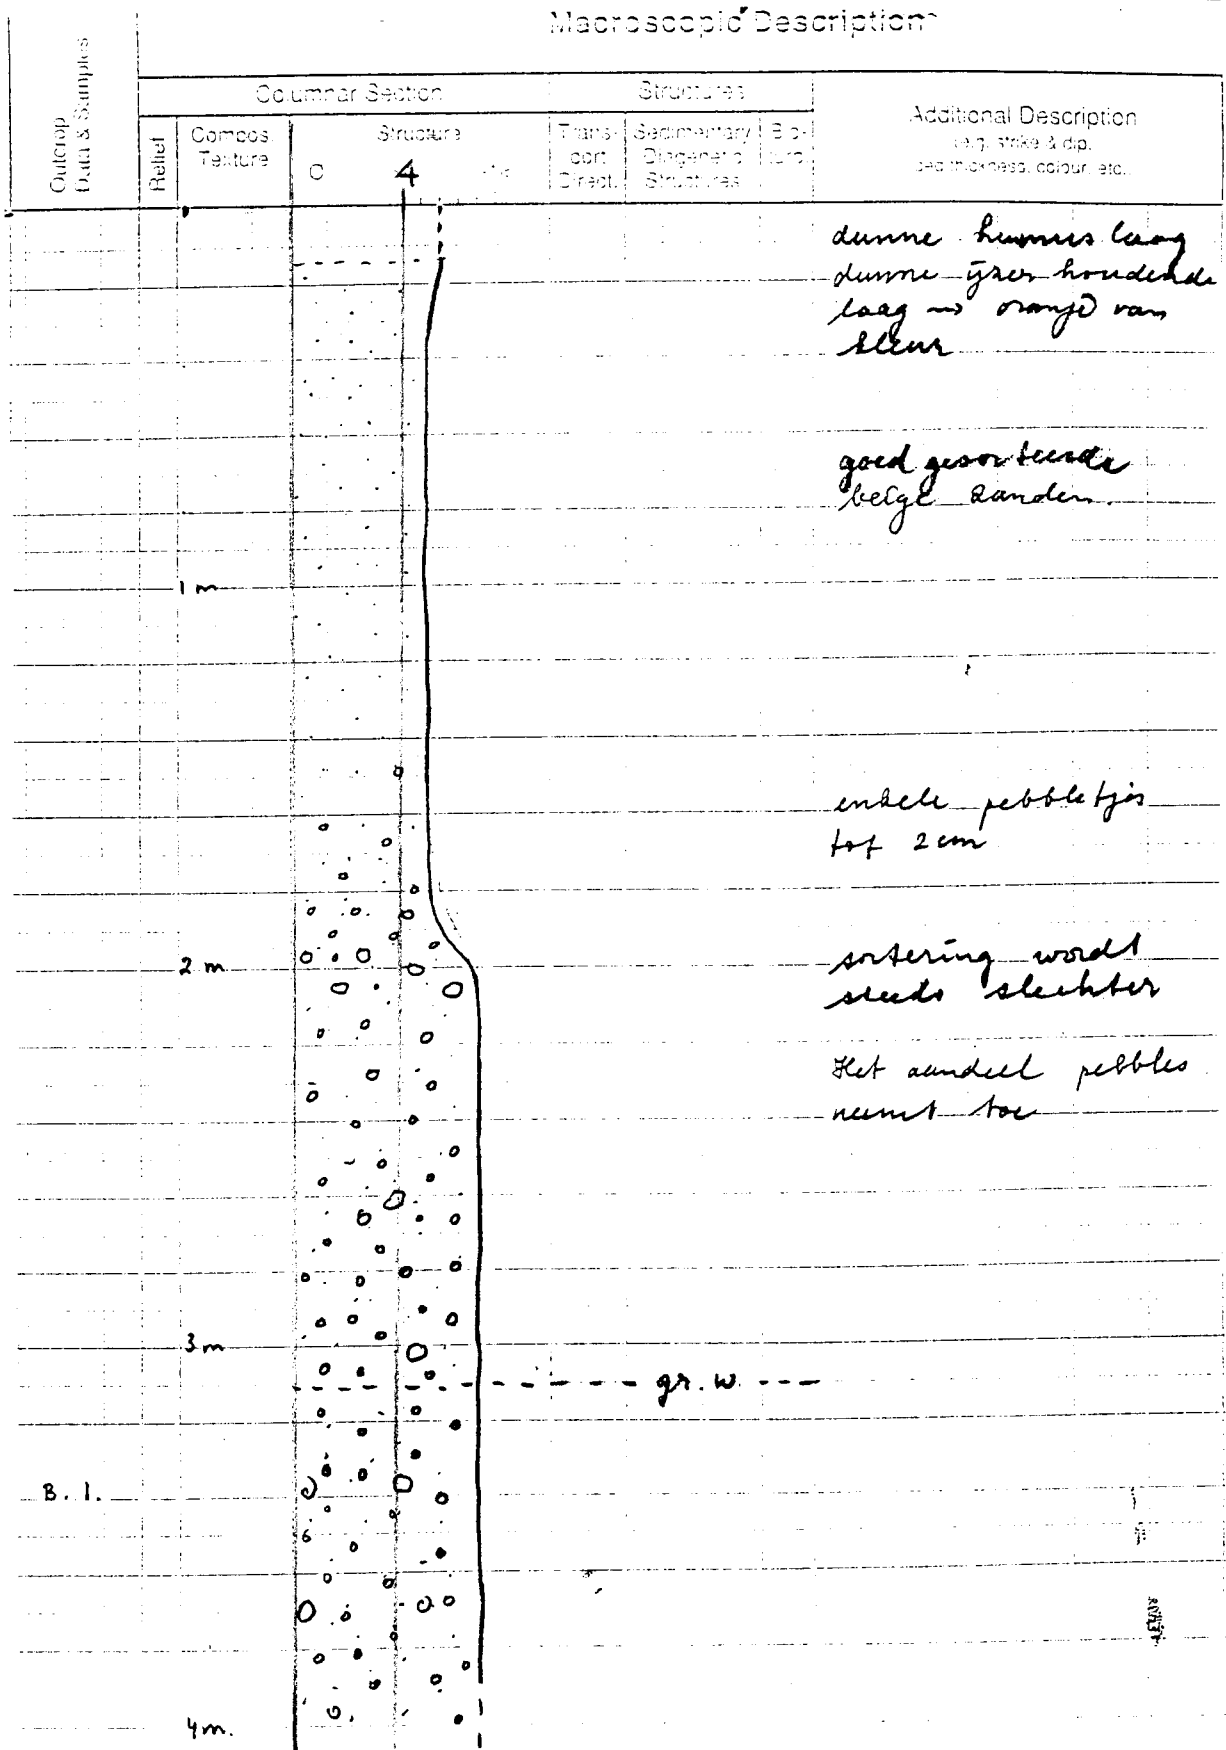 Macroscopic Description
Outcrop
Data & Samples
Columnar Section
Structures
Additional Description
e.g. strike & dip,
bed thickness, colour, etc.
Relief
Compos.
Texture
Structure
O
4
Trans-
port
Direct.
Sedimentary
Diagenetic
Structures
Bio-
turb.
dunne humus laag
dunne ijzer houdende
laag → oranje van
kleur
goed gesorteerde
beige zanden.
1 m
enkele pebbletjes
tot 2 cm
2 m
sortering wordt
steeds slechter
Het aandeel pebbles
neemt toe
3 m
gr. w.
B. 1.
4 m.